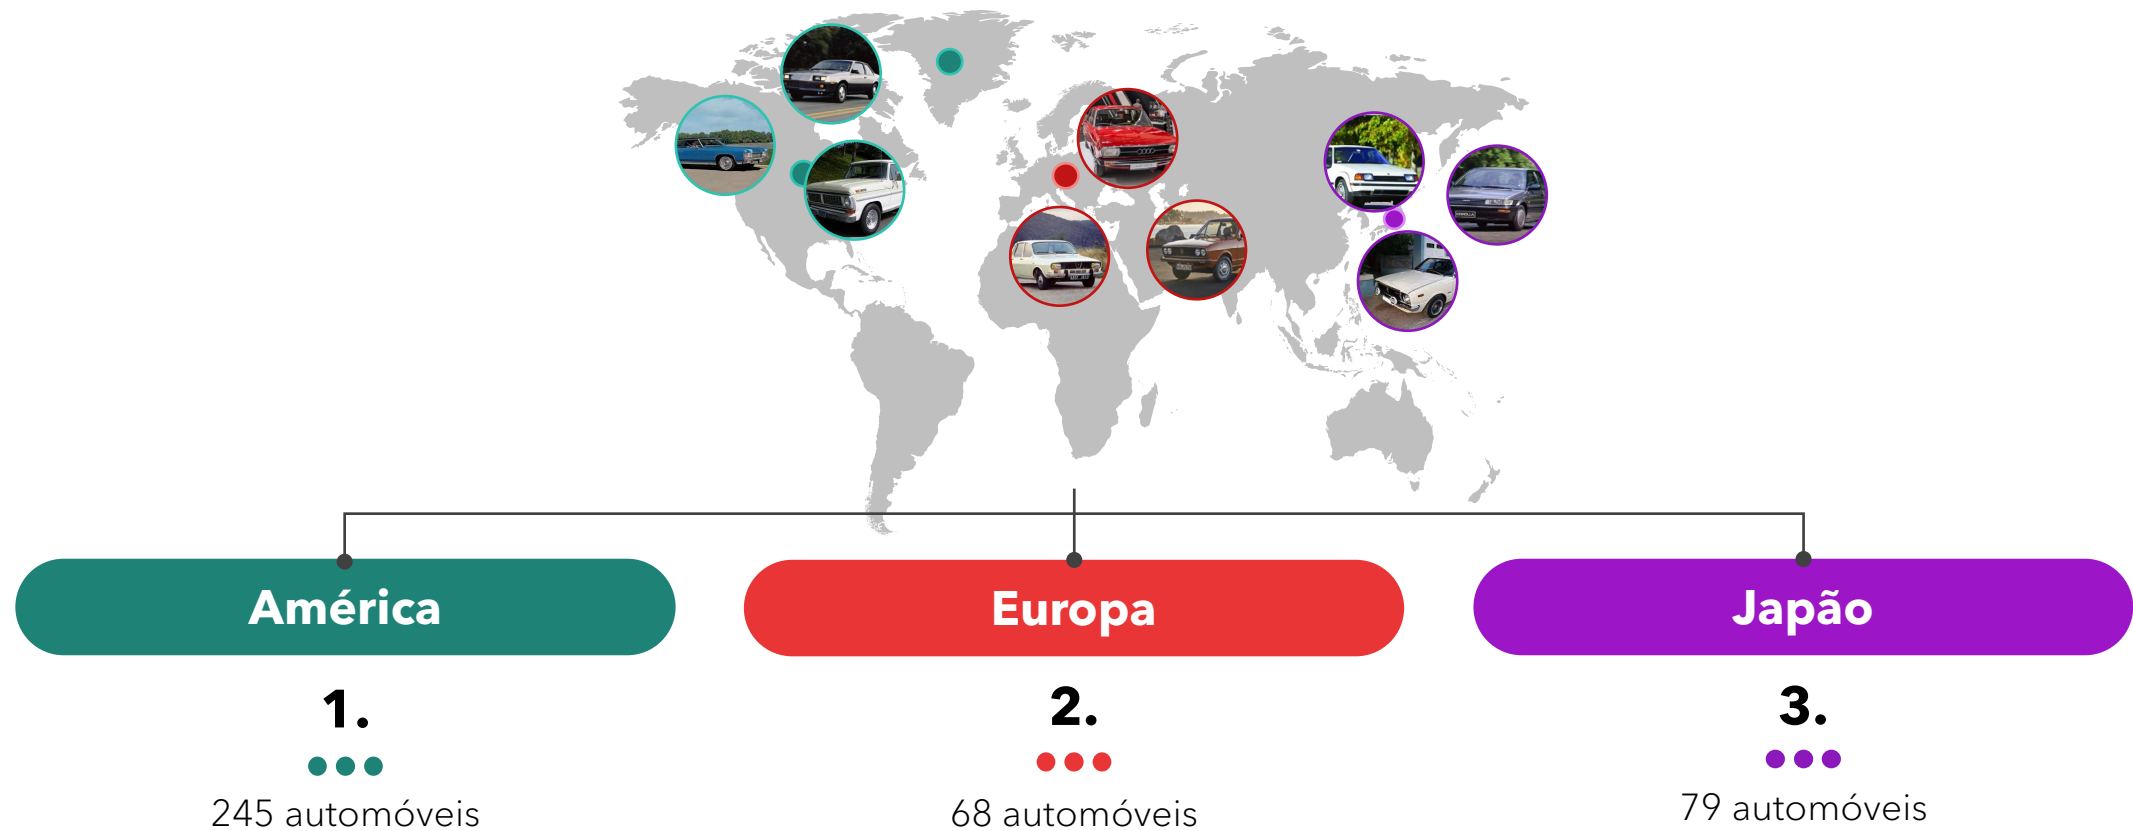 América
Europa
Japão
1.
2.
3.
245 automóveis
68 automóveis
79 automóveis